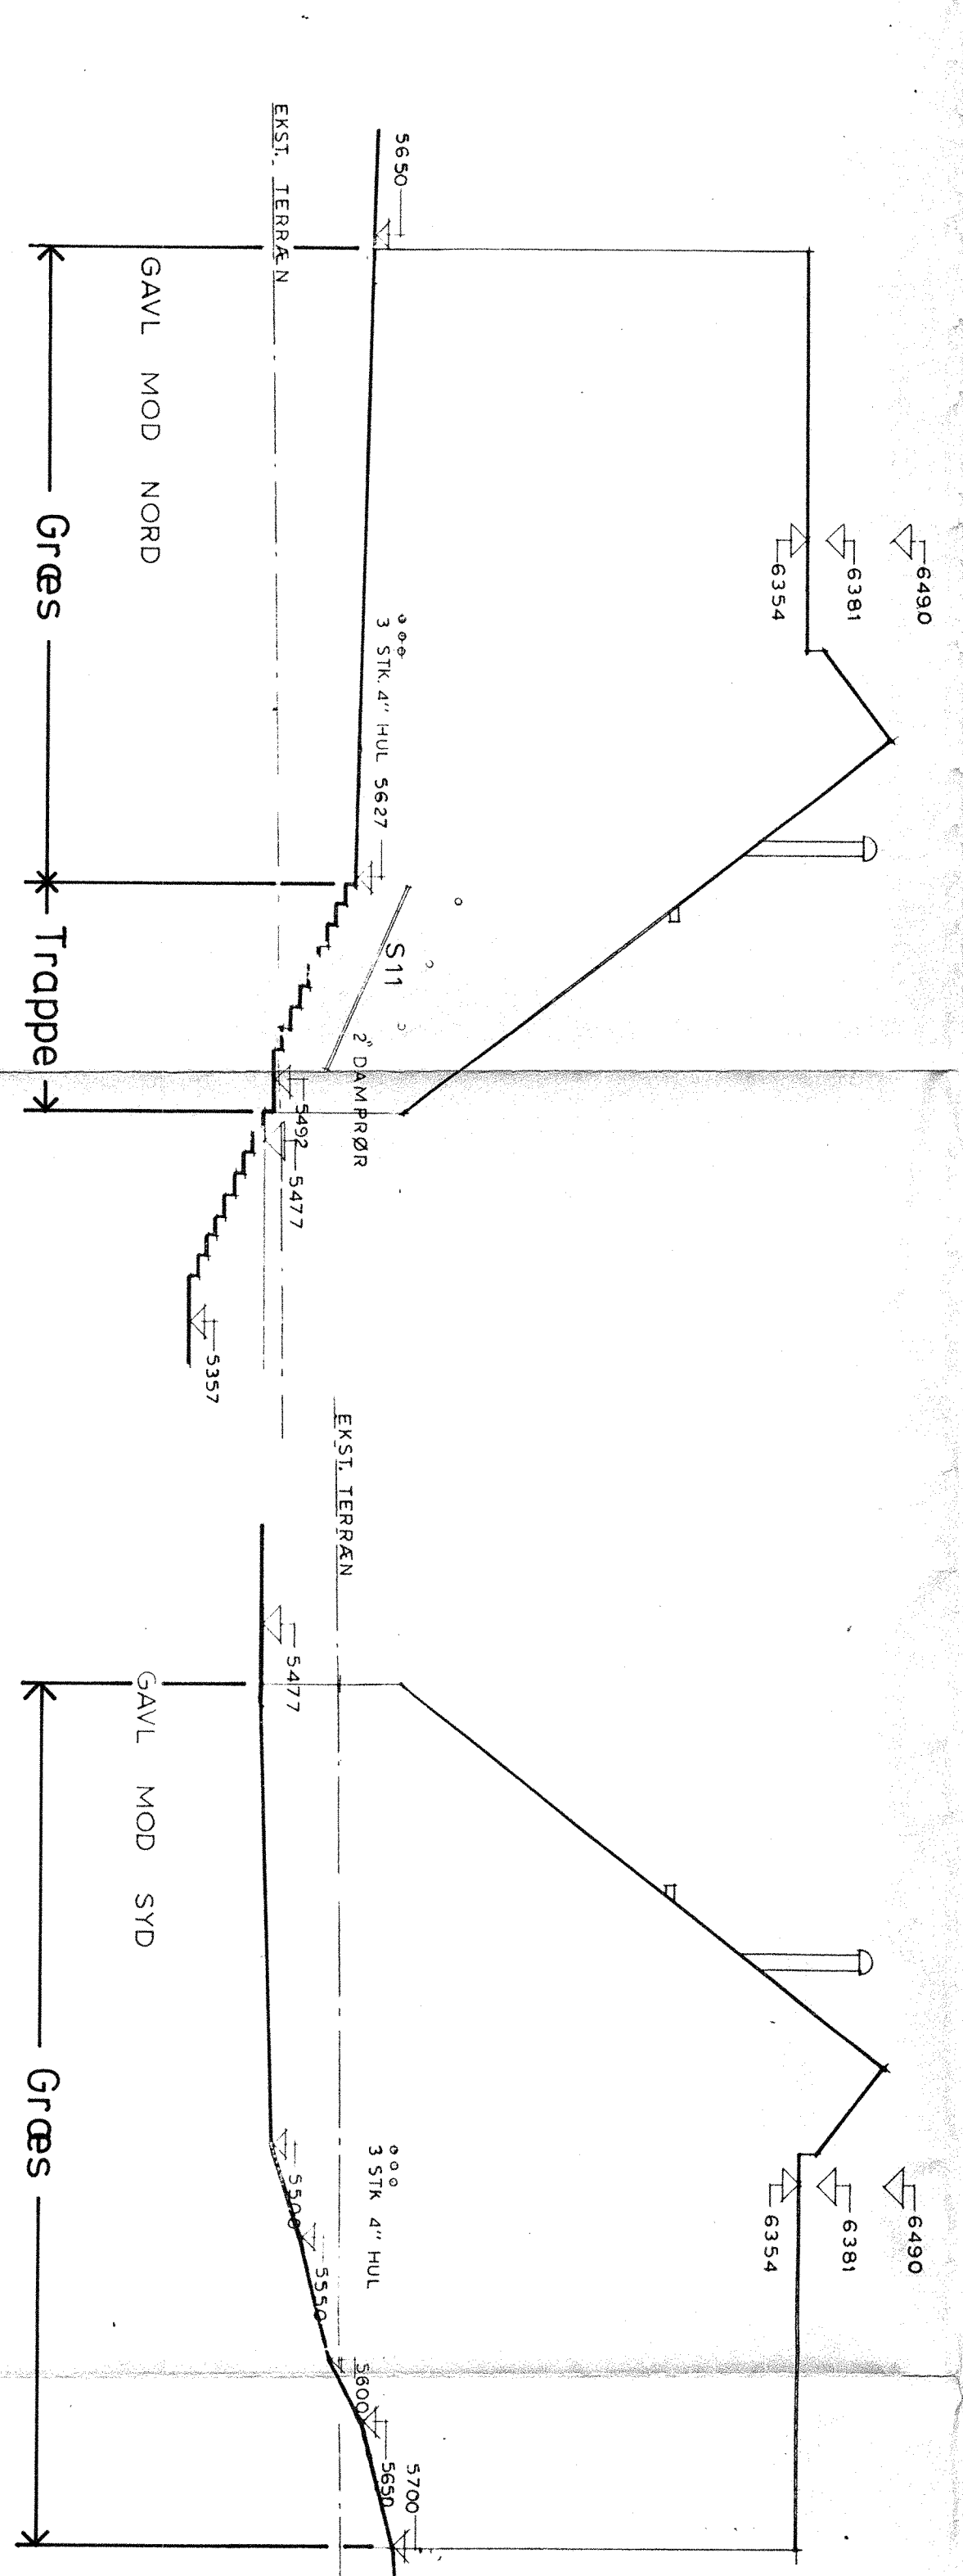 6490
6381
6354
5650
EKST. TERRÆN
3 STK. 4" HUL
5627
S11
2" DAMPRØR
5492
5477
5357
GAVL MOD NORD
Græs
Trappe
6490
6381
6354
EKST. TERRÆN
5477
3 STK 4" HUL
5500
5550
5600
5650
5700
GAVL MOD SYD
Græs